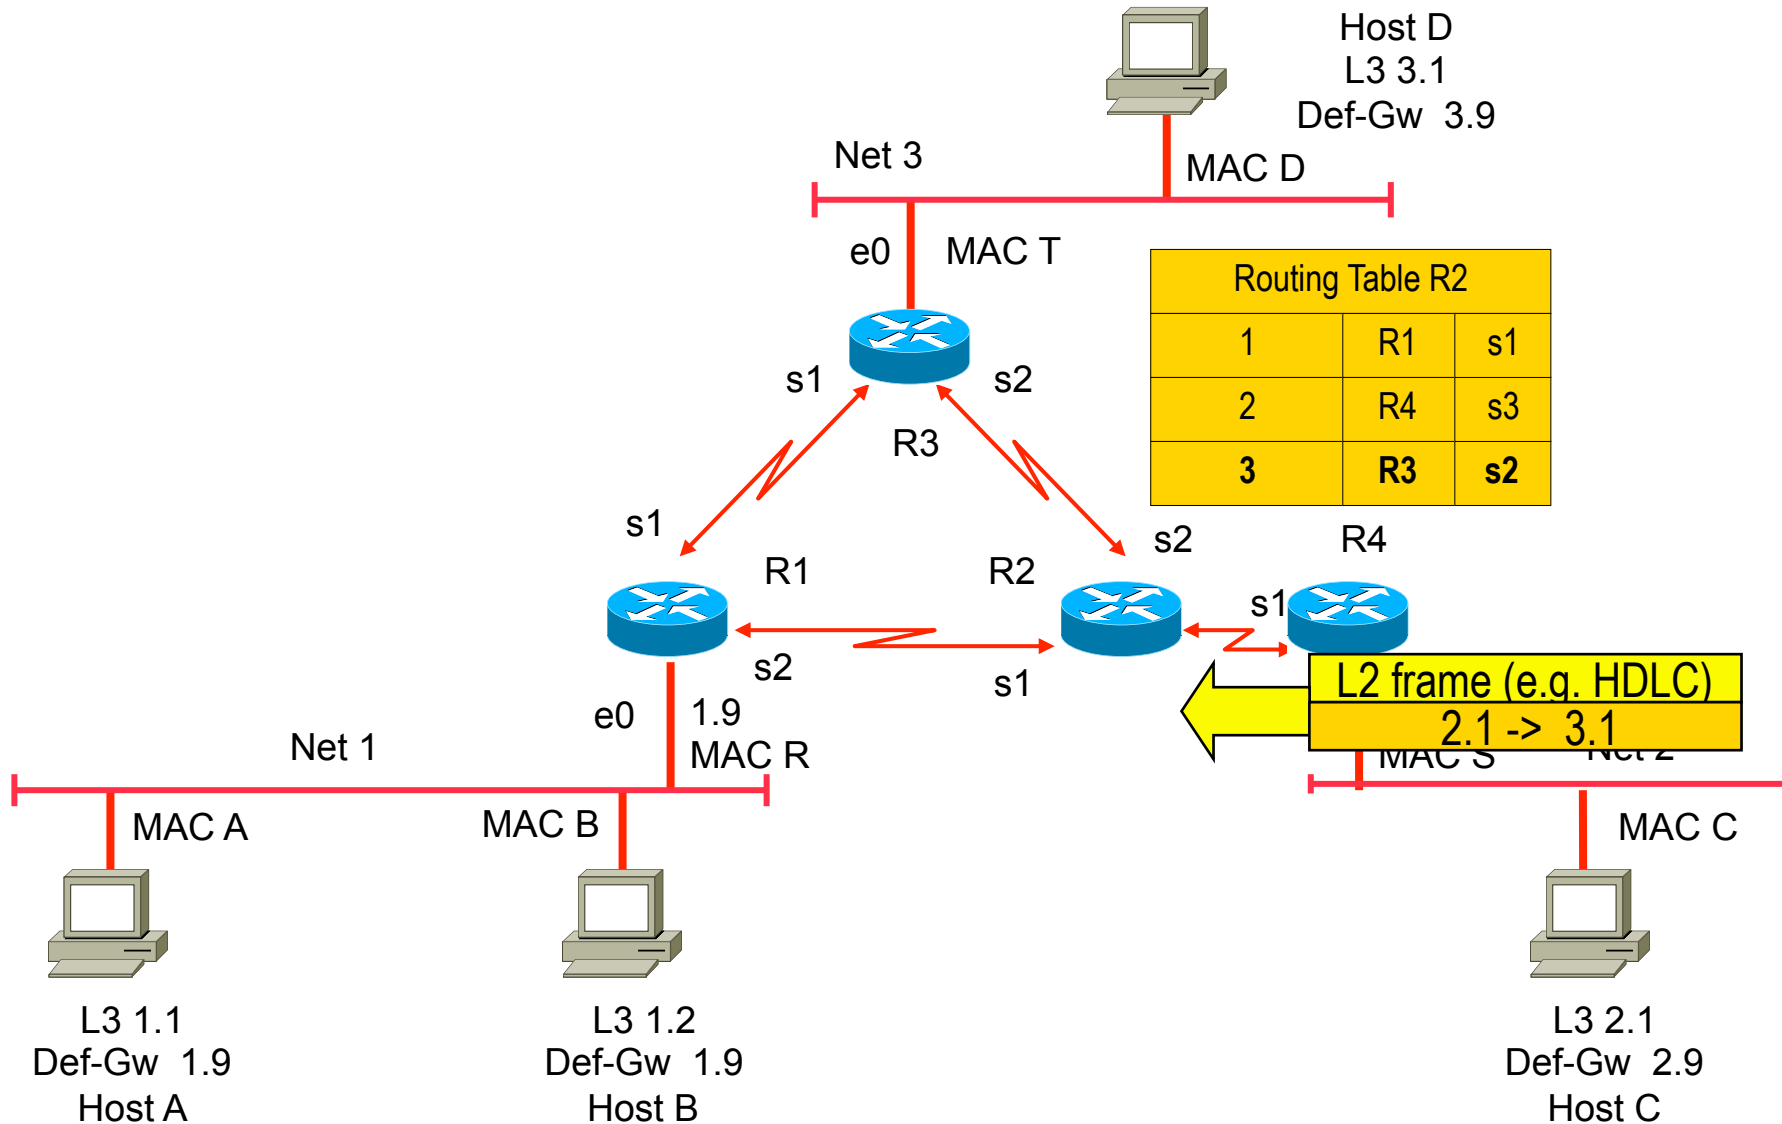 Host D
L3 3.1
Def-Gw 3.9
Net 3
MAC D
e0
MAC T
Routing Table R2
1 R1 s1
2 R4 s3
3 R3 s2
s1
s2
R3
s1
s2
R4
R1
R2
s1
s2
s1
L2 frame (e.g. HDLC)
2.1 -> 3.1
e0
1.9
MAC R
Net 1
MAC S
Net 2
MAC A
MAC B
MAC C
L3 1.1
Def-Gw 1.9
Host A
L3 1.2
Def-Gw 1.9
Host B
L3 2.1
Def-Gw 2.9
Host C